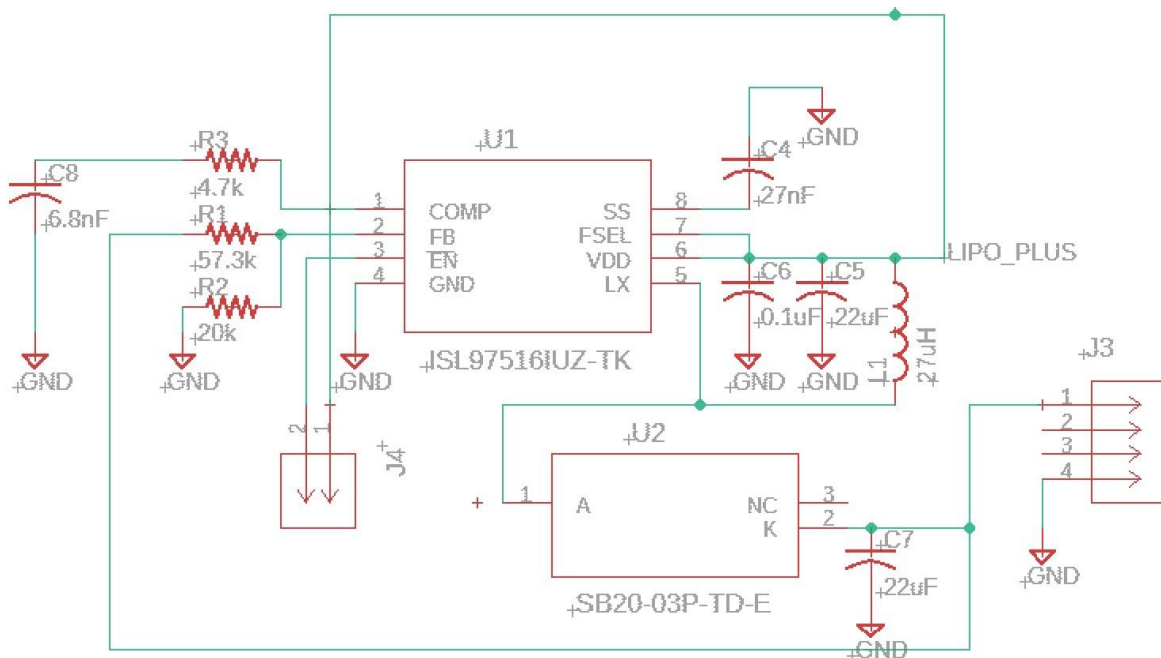 U1
GND
C4
27nF
R3
4.7k
C8
6.8nF
R1
57.3k
R2
20k
GND
GND
GND
1 COMP
2 FB
3 EN
4 GND
SS 8
FSEL 7
VDD 6
LX 5
ISL97516IUZ-TK
LIPO_PLUS
C6
0.1uF
C5
22uF
GND
GND
L1
27uH
J3
1
2
3
4
GND
2
1
J4
U2
1 A
NC 3
K 2
SB20-03P-TD-E
C7
22uF
GND